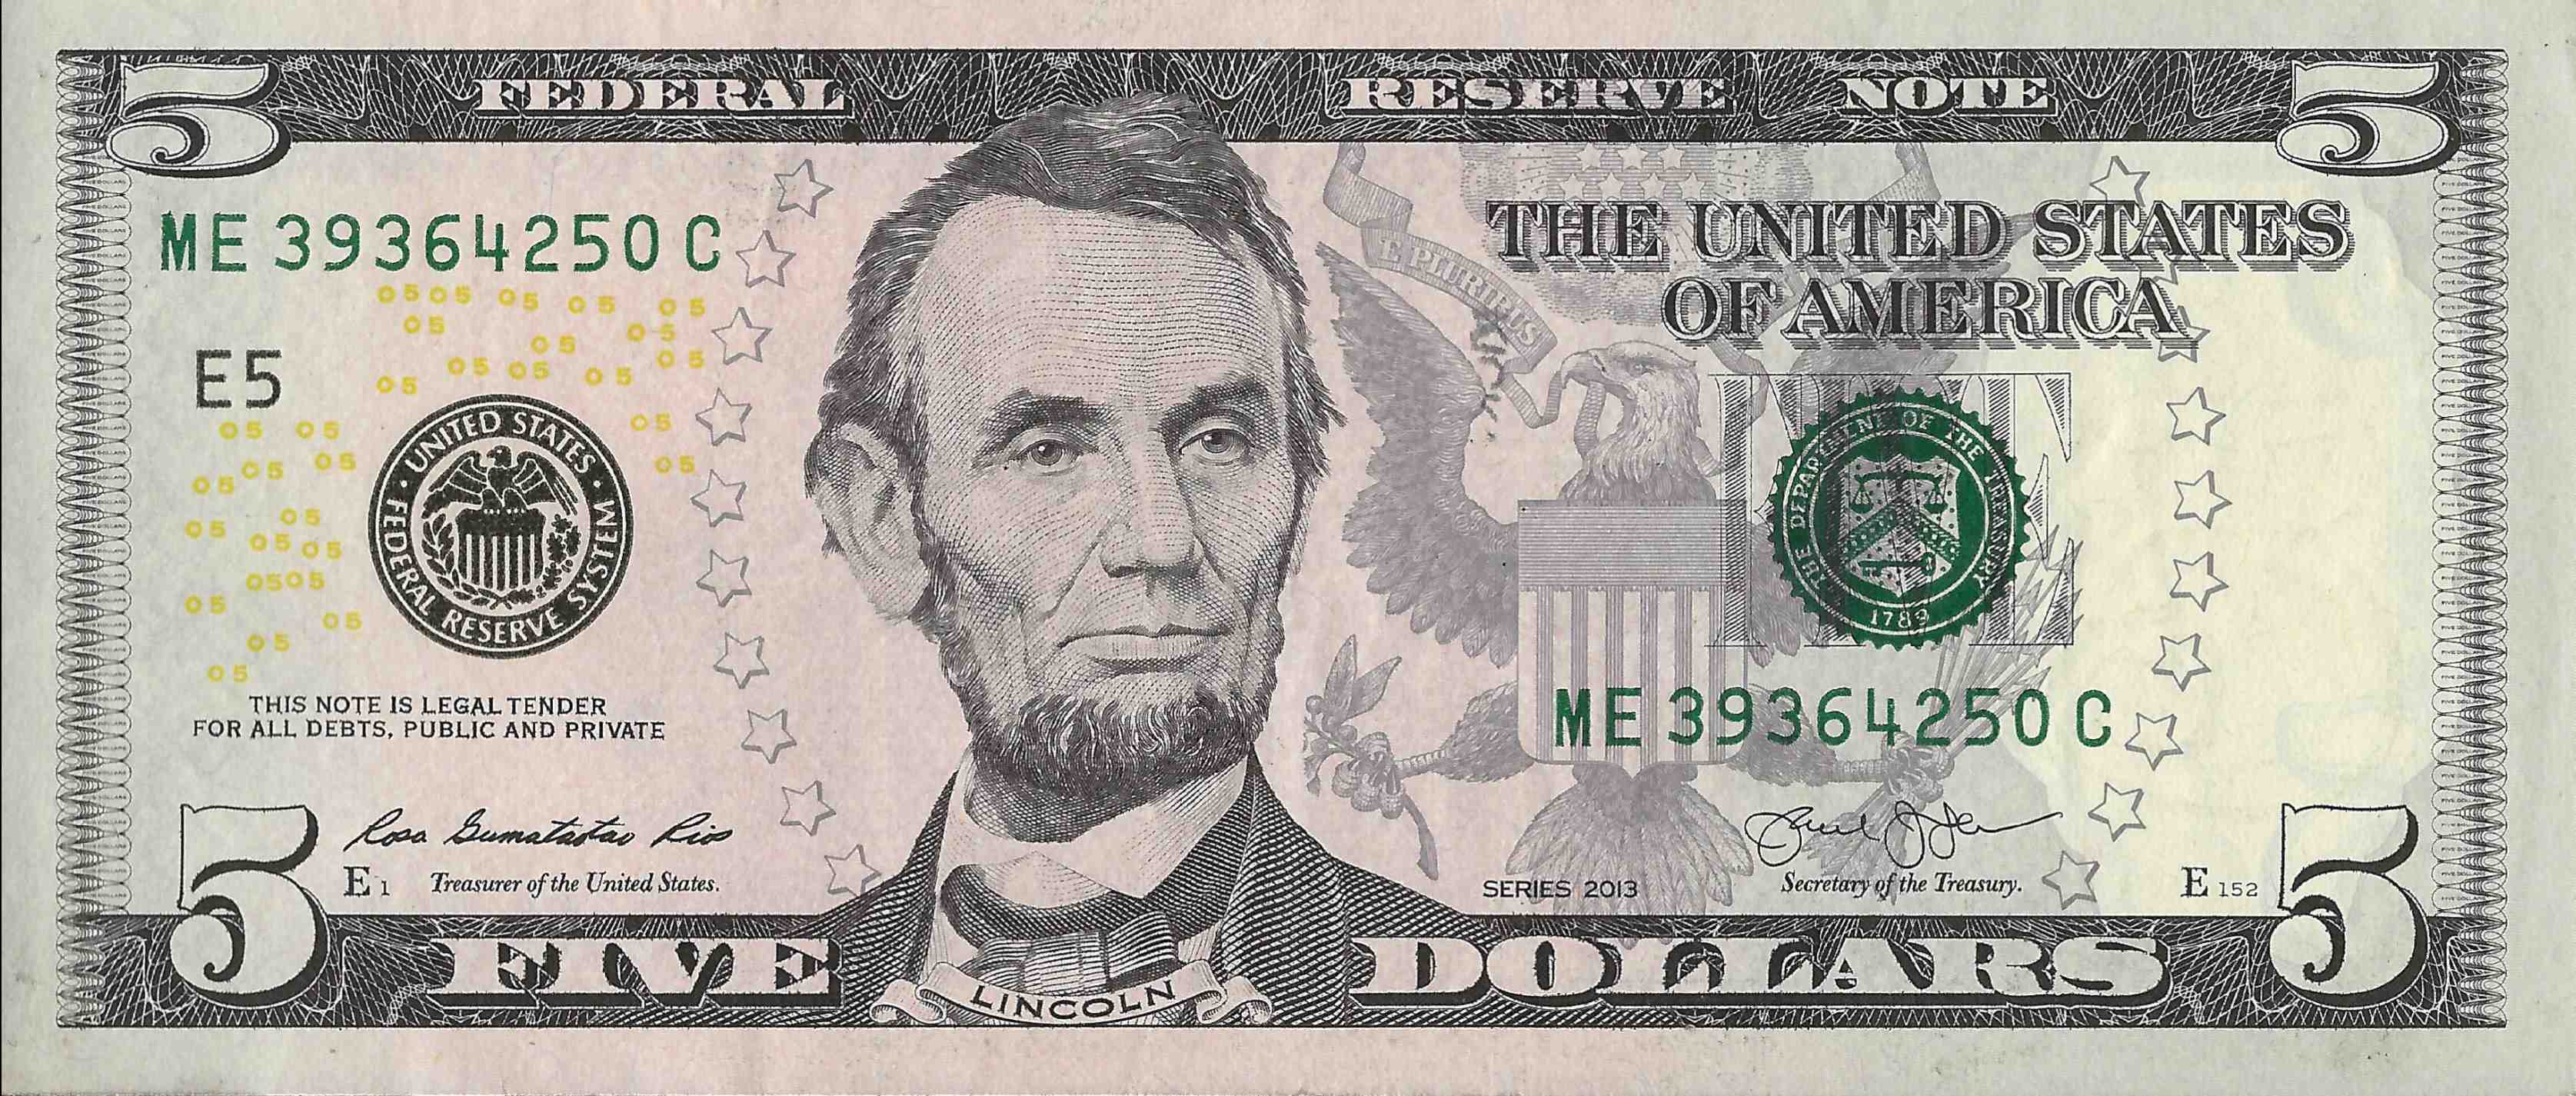 FEDERAL RESERVE NOTE
5 5
ME 39364250 C
THE UNITED STATES
OF AMERICA
E PLURIBUS
E5
05 05 05 05 05
05 05
05 05
05 05 05 05
05
05 05
05 05 05
05
05 05
05 05
0505
05 05
05
05
UNITED STATES FEDERAL RESERVE SYSTEM
THE DEPARTMENT OF THE TREASURY
1789
THIS NOTE IS LEGAL TENDER
FOR ALL DEBTS, PUBLIC AND PRIVATE
ME 39364250 C
Rosa Gumataotao Rios
E1 Treasurer of the United States.
SERIES 2013
Secretary of the Treasury.
E 152
5 5
FIVE DOLLARS
LINCOLN